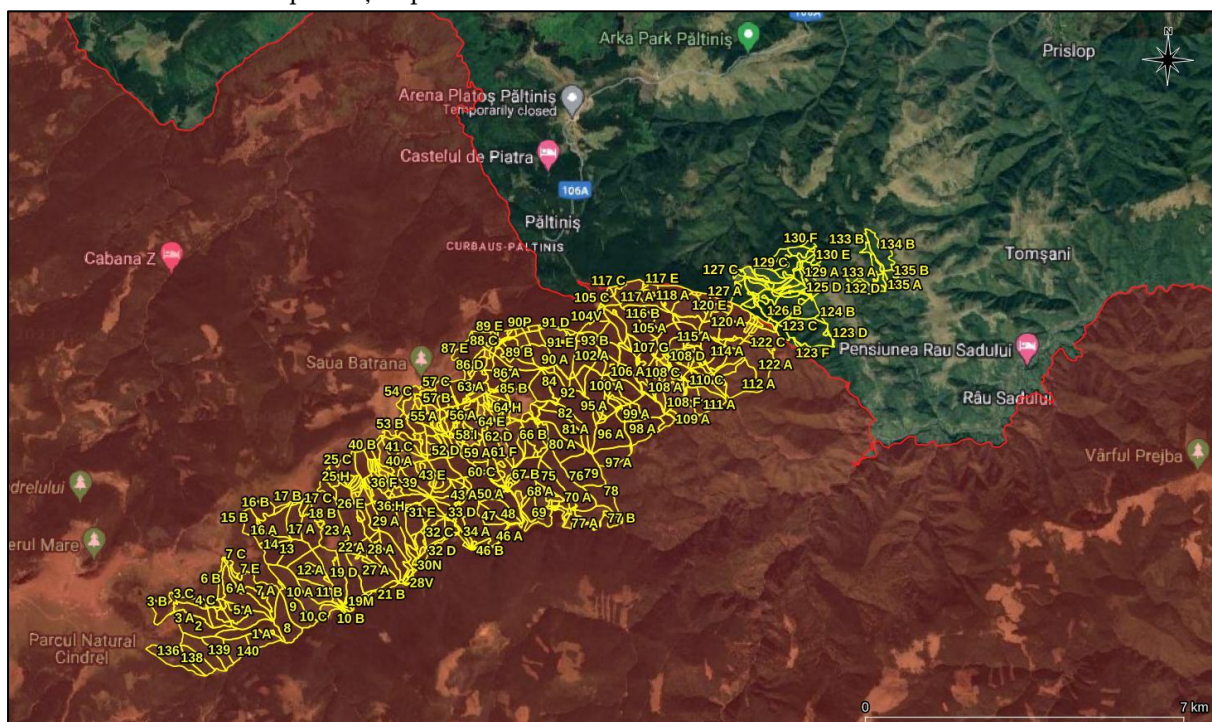 Arka Park Păltiniș
Prislop
N
Arena Platoș Păltiniș
Temporarily closed
Castelul de Piatra
106A
Păltiniș
CURBAUS-PALTINIS
Cabana Z
Tomșani
130 F
133 B
134 B
129 C
130 E
127 C
129 A
133 A
135 B
117 C
117 E
125 D
132 D
135 A
105 C
117 A
118 A
127 A
120 E
126 B
124 B
104V
116 B
120 A
123 C
123 D
89 E
90P
91 D
105 A
115 A
122 C
123 F
88 C
91 E
93 B
107 G
114 A
Pensiunea Rau Sadului
87 E
89 B
102 A
108 D
122 A
Saua Batrana
86 D
90 A
106 A
108 C
110 C
112 A
86 A
84
100 A
108 A
Râu Sadului
57 C
63 A
85 B
92
108 F
111 A
54 C
57 B
64 H
95 A
99 A
109 A
55 A
56 A
64 E
82
98 A
53 B
58 I
62 D
66 B
81 A
96 A
40 B
41 C
52 D
59 A
61 F
80 A
97 A
Vârful Prejba
25 C
40 A
60 C
25 H
36 F
39
43 E
67 B
75
76
79
drelului
16 B
17 B
17 C
26 E
36 H
43 A
50 A
68 A
70 A
78
15 B
18 B
29 A
31 E
33 D
47
48
69
77 A
77 B
16 A
17 A
23 A
32 C
34 A
46 A
erul Mare
14
13
22 A
28 A
32 D
46 B
7 C
7 E
12 A
19 D
27 A
30N
6 B
6 A
7 A
10 A
11 B
21 B
28V
3 C
4 C
3 B
5 A
9
19M
3 A
2
10 C
10 B
1 A
8
Parcul Natural
Cindrel
136
138
139
140
0
7 km